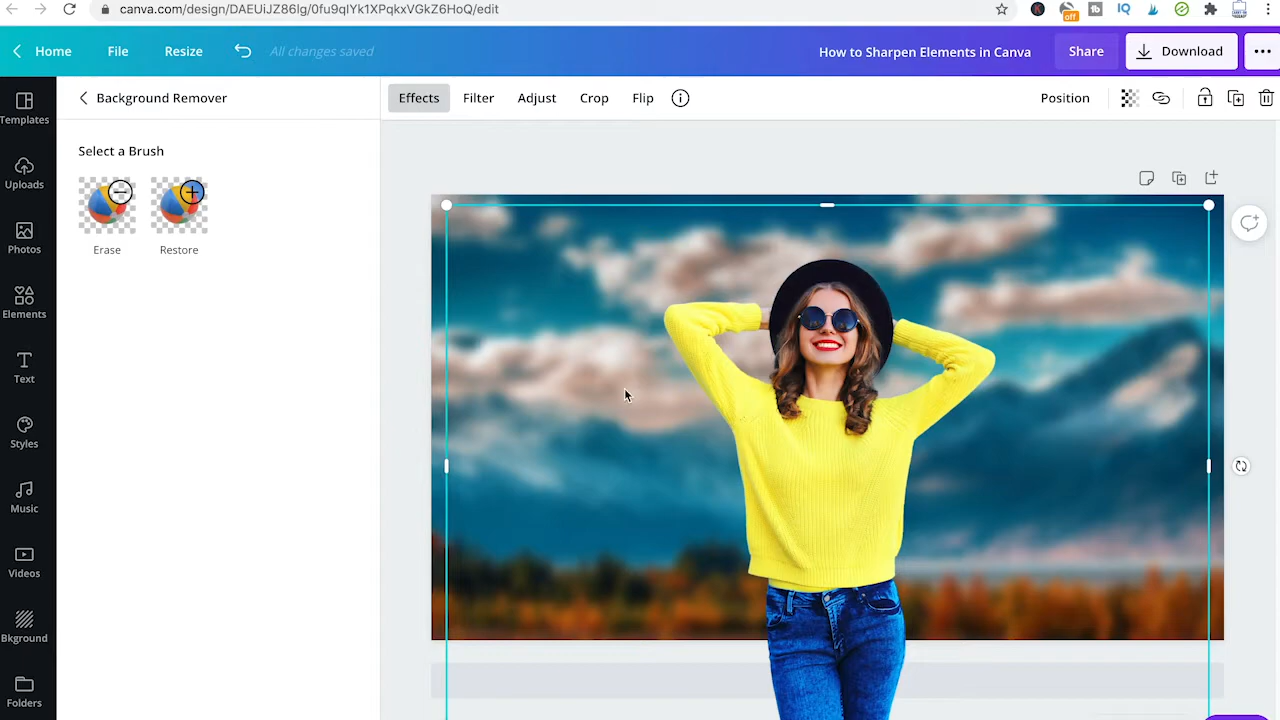 canva.com/design/DAEUiJZ86lg/0fu9qlYk1XPqkxVGkZ6HoQ/edit
off
tb
IQ
Home
File
Resize
All changes saved
How to Sharpen Elements in Canva
Share
Download
Templates
Uploads
Photos
Elements
Text
Styles
Music
Videos
Bkground
Folders
Background Remover
Select a Brush
Erase
Restore
Effects
Filter
Adjust
Crop
Flip
Position